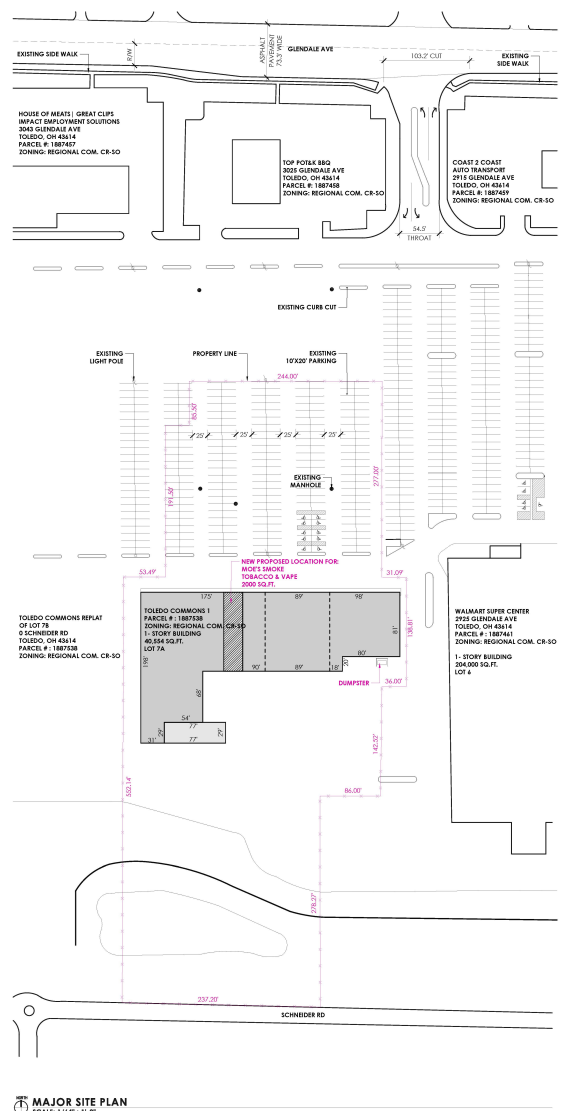 GLENDALE AVE
ASPHALT
PAVEMENT
73.3' WIDE
R/W
103.2' CUT
EXISTING SIDE WALK
EXISTING
SIDE WALK
HOUSE OF MEATS| GREAT CLIPS
IMPACT EMPLOYMENT SOLUTIONS
3043 GLENDALE AVE
TOLEDO, OH 43614
PARCEL #: 1887457
ZONING: REGIONAL COM. CR-SO
TOP POT&K BBQ
3025 GLENDALE AVE
TOLEDO, OH 43614
PARCEL #: 1887458
ZONING: REGIONAL COM. CR-SO
COAST 2 COAST
AUTO TRANSPORT
2915 GLENDALE AVE
TOLEDO, OH 43614
PARCEL #: 1887459
ZONING: REGIONAL COM. CR-SO
54.5'
THROAT
EXISTING CURB CUT
EXISTING
LIGHT POLE
PROPERTY LINE
EXISTING
10'X20' PARKING
244.00'
85.50'
25'
25'
25'
25'
277.00'
191.50'
EXISTING
MANHOLE
53.49'
NEW PROPOSED LOCATION FOR:
MOE'S SMOKE
TOBACCO & VAPE
2000 SQ.FT.
31.09'
175'
89'
98'
TOLEDO COMMONS REPLAT
OF LOT 7B
0 SCHNEIDER RD
TOLEDO, OH 43614
PARCEL # : 1887538
ZONING: REGIONAL COM. CR-SO
TOLEDO COMMONS 1
PARCEL # : 1887538
ZONING: REGIONAL COM. CR-SO
1- STORY BUILDING
40,554 SQ.FT.
LOT 7A
WALMART SUPER CENTER
2925 GLENDALE AVE
TOLEDO, OH 43614
PARCEL # : 1887461
ZONING: REGIONAL COM. CR-SO
1- STORY BUILDING
204,000 SQ.FT.
LOT 6
81'
138.81'
198'
80'
20'
90'
89'
18'
DUMPSTER
36.00'
68'
54'
77'
29'
29'
31'
77'
142.52'
552.14'
86.00'
278.27'
237.20'
SCHNEIDER RD
NORTH
MAJOR SITE PLAN